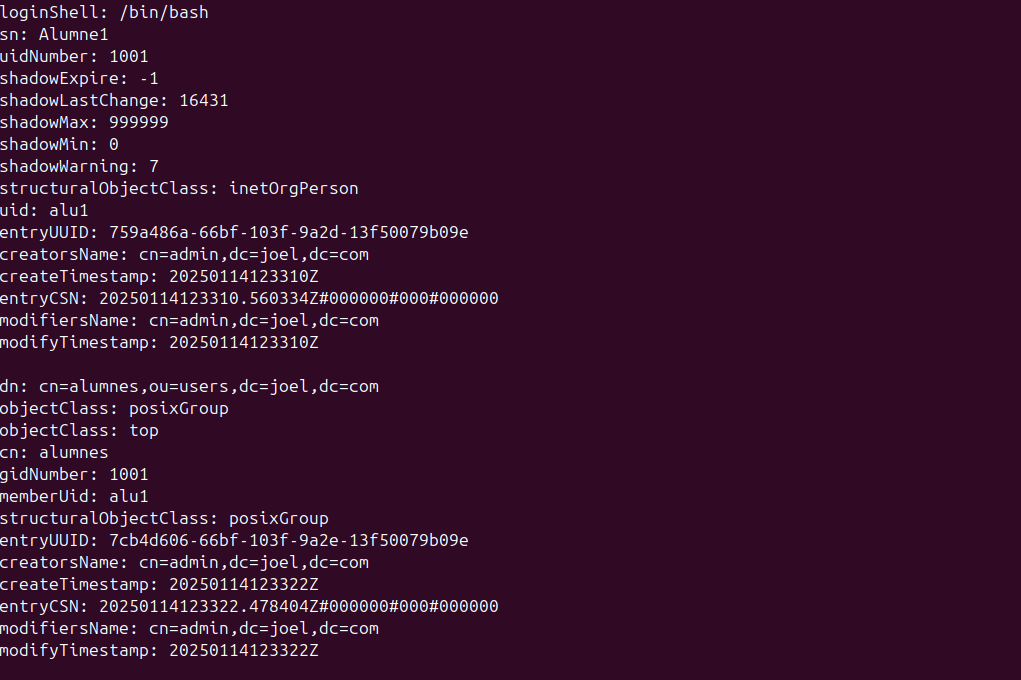 loginShell: /bin/bash
sn: Alumne1
uidNumber: 1001
shadowExpire: -1
shadowLastChange: 16431
shadowMax: 999999
shadowMin: 0
shadowWarning: 7
structuralObjectClass: inetOrgPerson
uid: alu1
entryUUID: 759a486a-66bf-103f-9a2d-13f50079b09e
creatorsName: cn=admin,dc=joel,dc=com
createTimestamp: 20250114123310Z
entryCSN: 20250114123310.560334Z#000000#000#000000
modifiersName: cn=admin,dc=joel,dc=com
modifyTimestamp: 20250114123310Z

dn: cn=alumnes,ou=users,dc=joel,dc=com
objectClass: posixGroup
objectClass: top
cn: alumnes
gidNumber: 1001
memberUid: alu1
structuralObjectClass: posixGroup
entryUUID: 7cb4d606-66bf-103f-9a2e-13f50079b09e
creatorsName: cn=admin,dc=joel,dc=com
createTimestamp: 20250114123322Z
entryCSN: 20250114123322.478404Z#000000#000#000000
modifiersName: cn=admin,dc=joel,dc=com
modifyTimestamp: 20250114123322Z